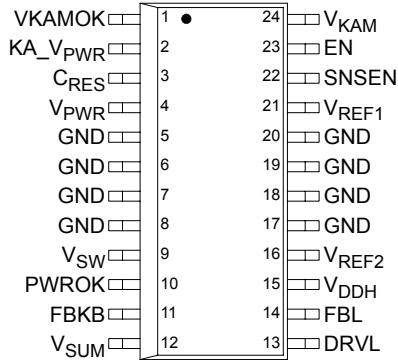 VKAMOK 1 24 VKAM
KA_VPWR 2 23 EN
CRES 3 22 SNSEN
VPWR 4 21 VREF1
GND 5 20 GND
GND 6 19 GND
GND 7 18 GND
GND 8 17 GND
VSW 9 16 VREF2
PWROK 10 15 VDDH
FBKB 11 14 FBL
VSUM 12 13 DRVL